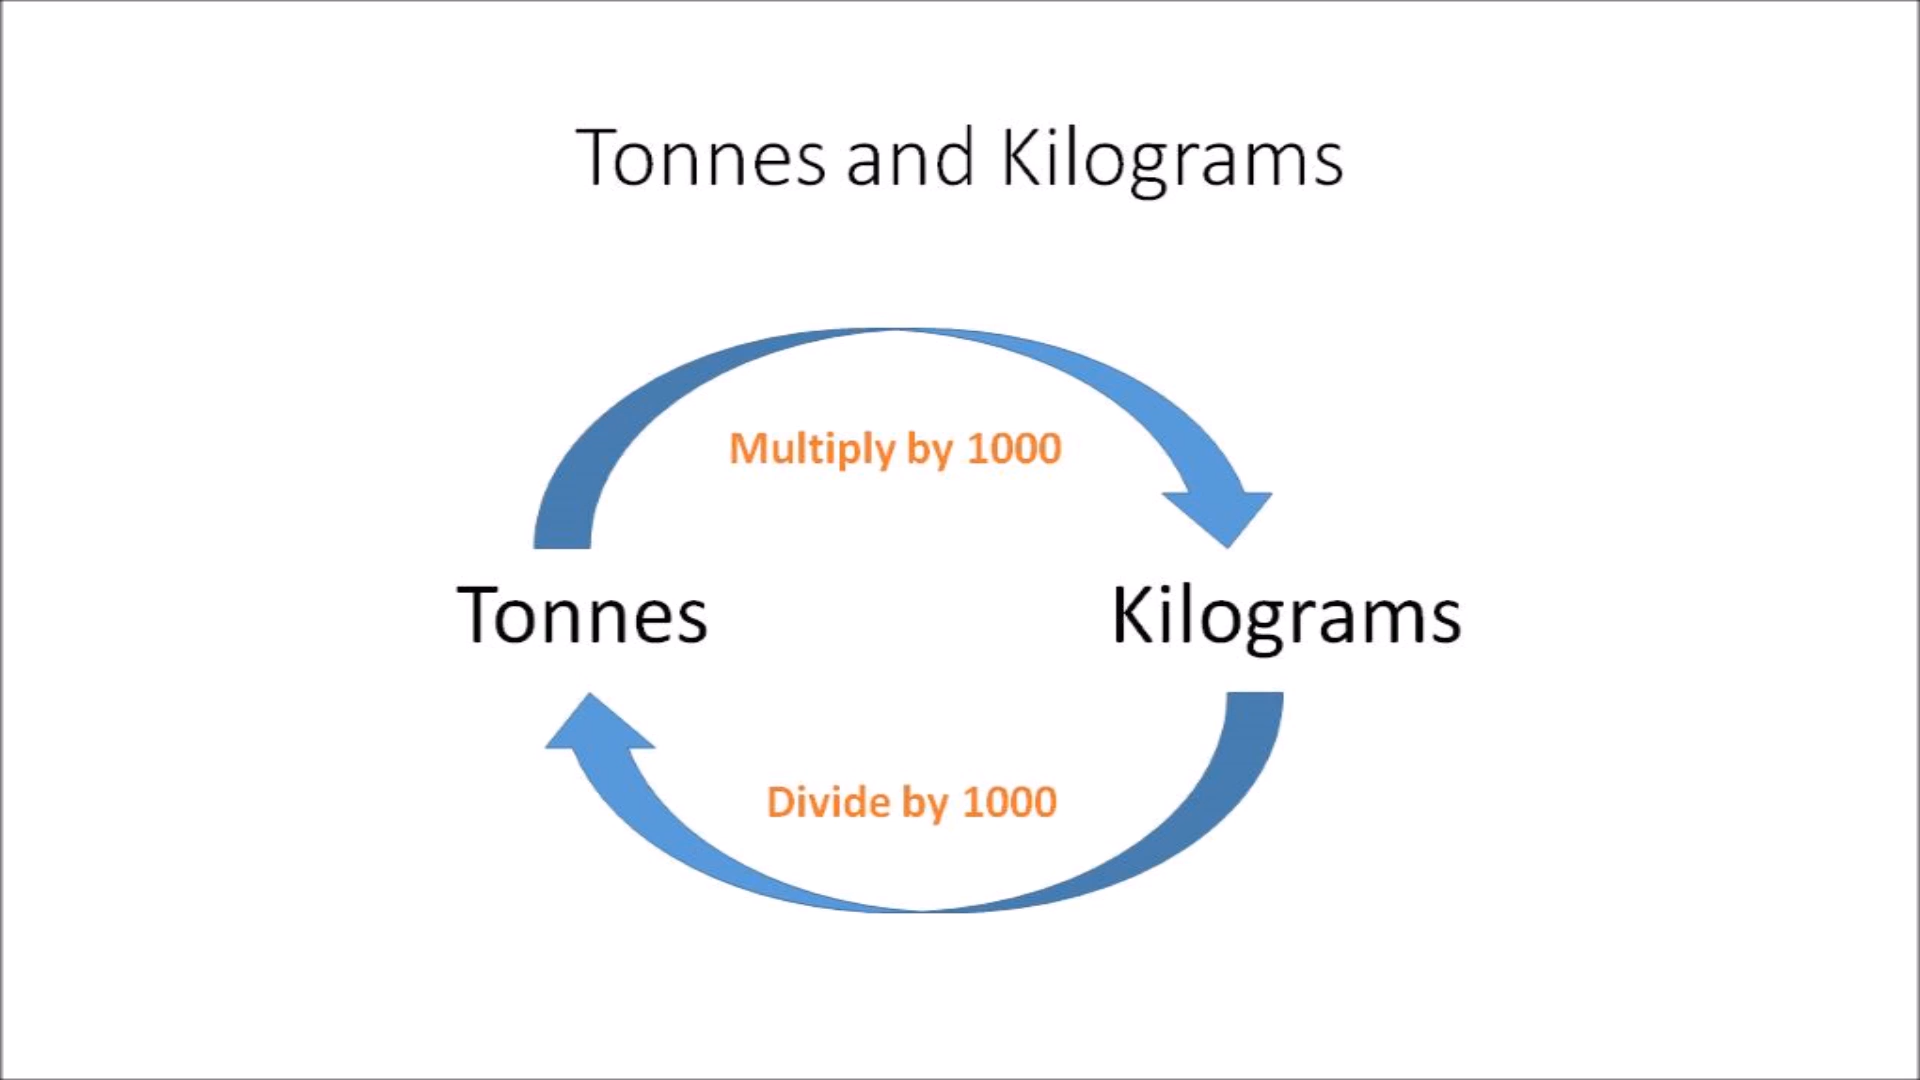 Tonnes and Kilograms
Multiply by 1000
Tonnes
Kilograms
Divide by 1000